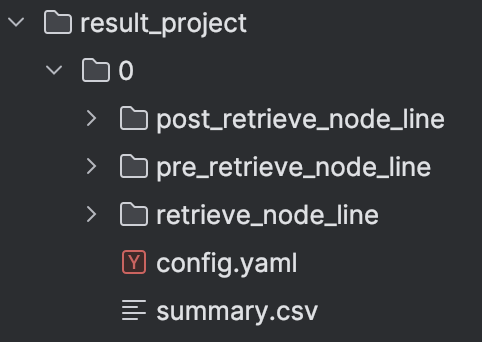 result_project
0
post_retrieve_node_line
pre_retrieve_node_line
retrieve_node_line
Y config.yaml
summary.csv